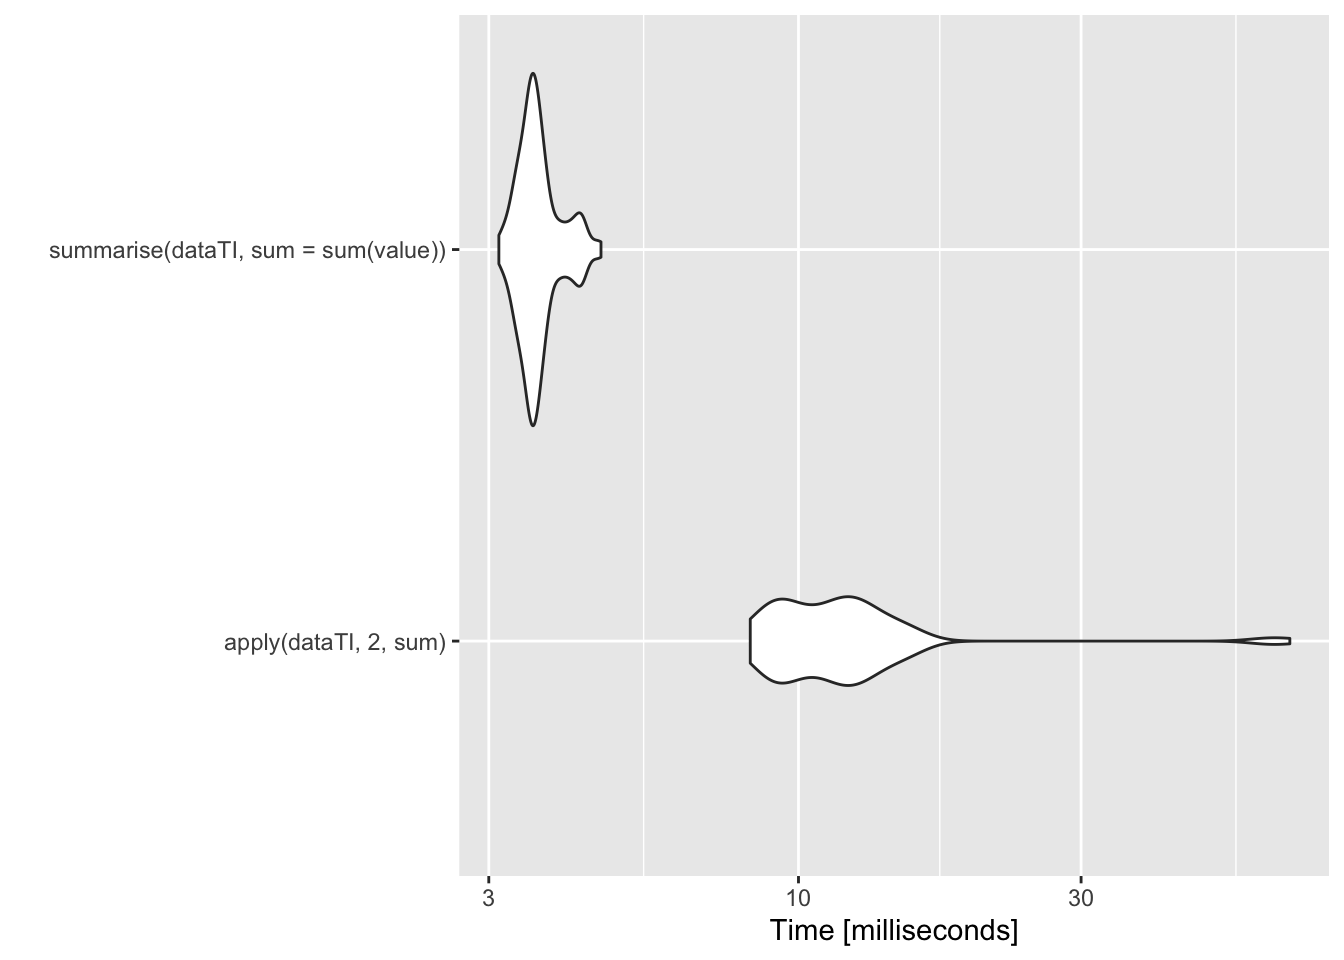 summarise(dataTI, sum = sum(value))
apply(dataTI, 2, sum)
3
10
30
Time [milliseconds]